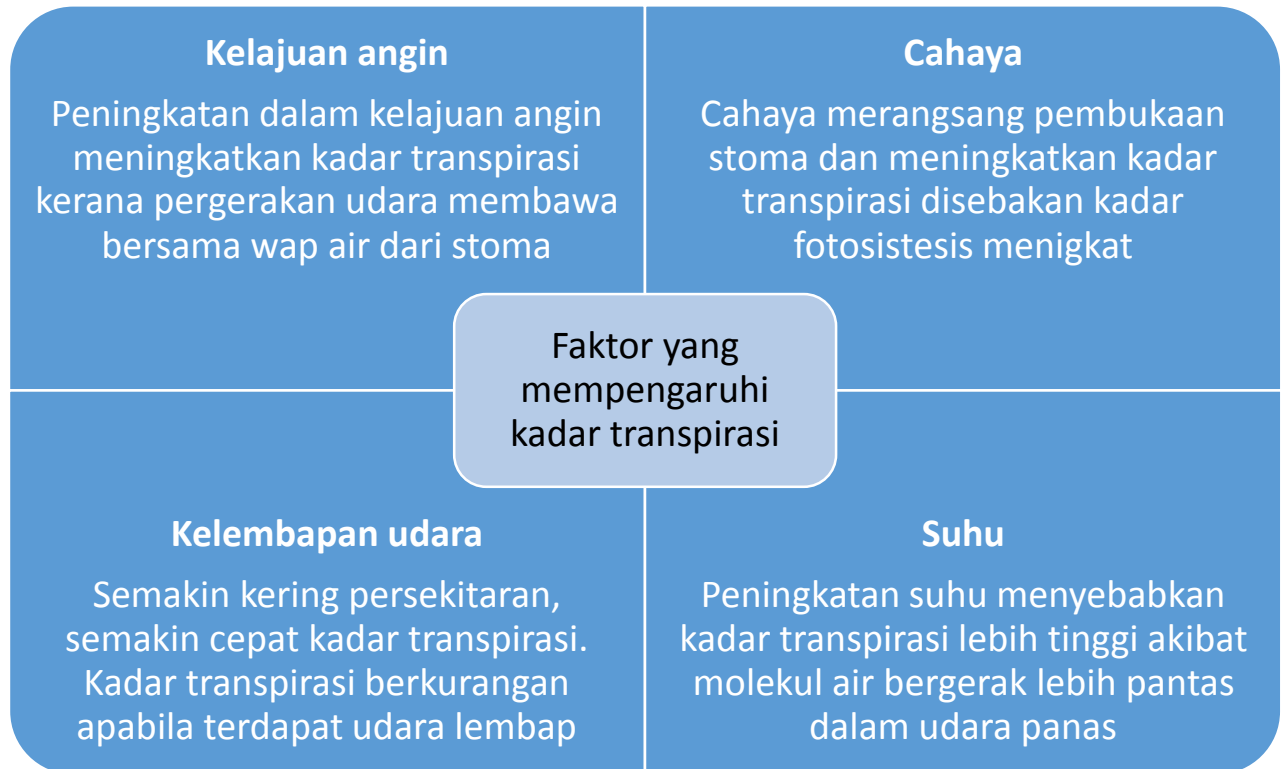 Kelajuan angin
Peningkatan dalam kelajuan angin
meningkatkan kadar transpirasi
kerana pergerakan udara membawa
bersama wap air dari stoma
Cahaya
Cahaya merangsang pembukaan
stoma dan meningkatkan kadar
transpirasi disebakan kadar
fotosistesis menigkat
Faktor yang
mempengaruhi
kadar transpirasi
Kelembapan udara
Semakin kering persekitaran,
semakin cepat kadar transpirasi.
Kadar transpirasi berkurangan
apabila terdapat udara lembap
Suhu
Peningkatan suhu menyebabkan
kadar transpirasi lebih tinggi akibat
molekul air bergerak lebih pantas
dalam udara panas